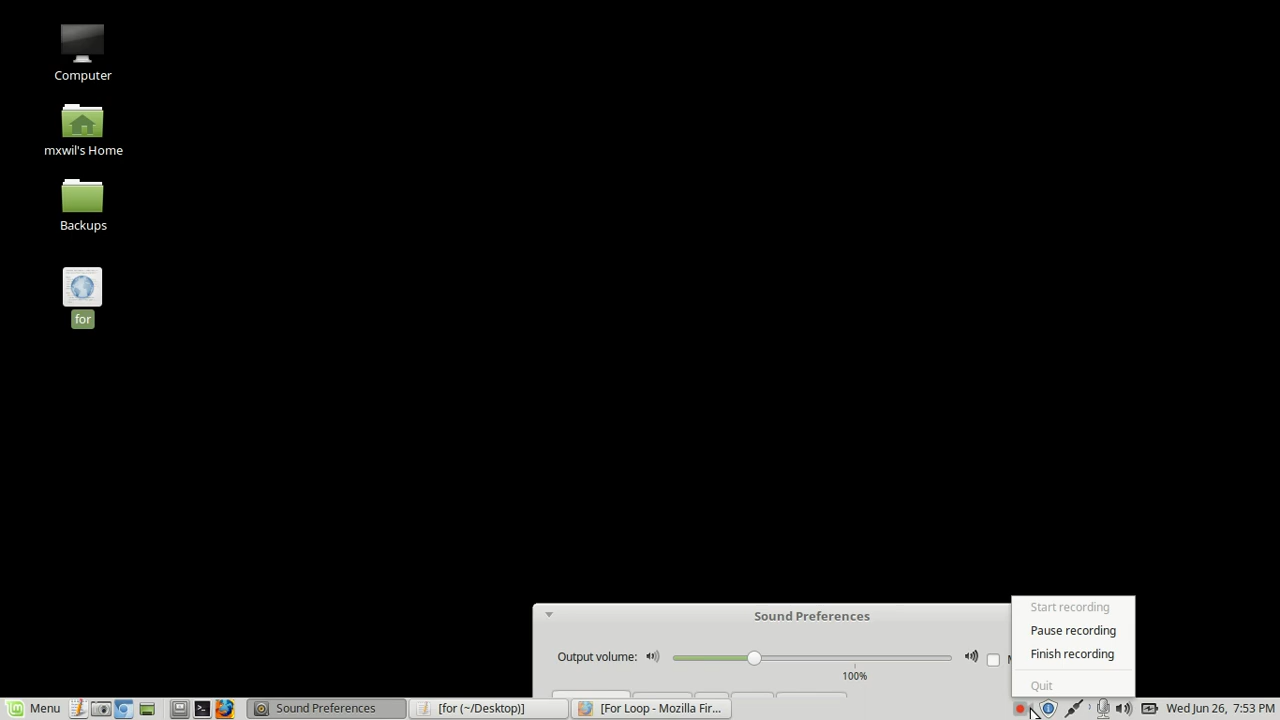 Computer
mxwil's Home
Backups
for
Sound Preferences
Output volume:
100%
Start recording
Pause recording
Finish recording
Quit
Menu
Sound Preferences
[for (~/Desktop)]
[For Loop - Mozilla Fir...
Wed Jun 26, 7:53 PM